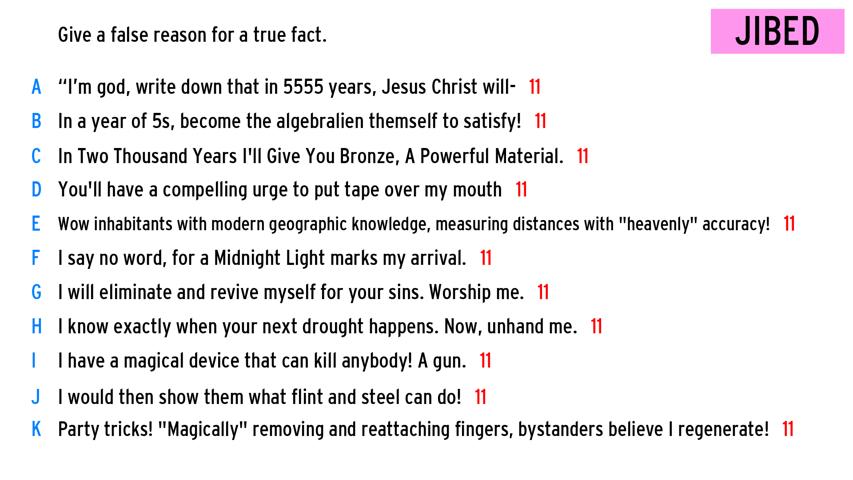 Give a false reason for a true fact.
JIBED
A “I'm god, write down that in 5555 years, Jesus Christ will- 11
B In a year of 5s, become the algebralien themself to satisfy! 11
C In Two Thousand Years I'll Give You Bronze, A Powerful Material. 11
D You'll have a compelling urge to put tape over my mouth 11
E Wow inhabitants with modern geographic knowledge, measuring distances with "heavenly" accuracy! 11
F I say no word, for a Midnight Light marks my arrival. 11
G I will eliminate and revive myself for your sins. Worship me. 11
H I know exactly when your next drought happens. Now, unhand me. 11
I I have a magical device that can kill anybody! A gun. 11
J I would then show them what flint and steel can do! 11
K Party tricks! "Magically" removing and reattaching fingers, bystanders believe I regenerate! 11